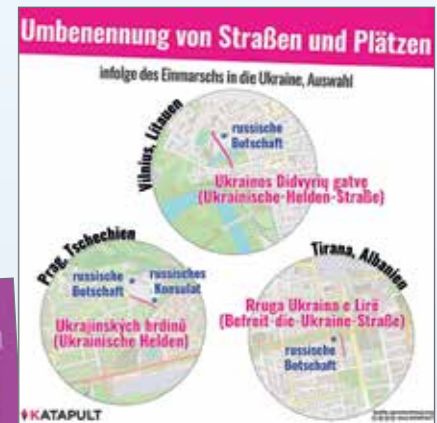 Umbenennung von Straßen und Plätzen
infolge des Einmarschs in die Ukraine, Auswahl
Vilnius, Litauen
russische
Botschaft
Ukrainos Didvyrių gatvė
(Ukrainische-Helden-Straße)
Prag, Tschechien
russische
Botschaft
russisches
Konsulat
Ukrajinských hrdinů
(Ukrainische Helden)
Tirana, Albanien
Rruga Ukraina e Lirë
(Befreit-die-Ukraine-Straße)
russische
Botschaft
KATAPULT